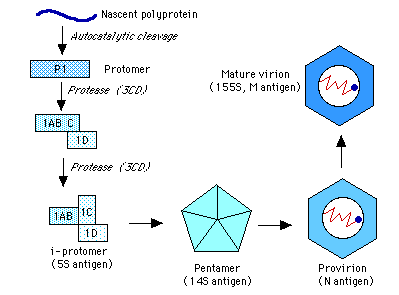 Nascent polyprotein
Autocatalytic cleavage
P1
Protomer
Protease (3CD,)
1AB C
1D
Protease (3CD,)
1AB
1C
1D
i-protomer
(5S antigen)
Pentamer
(14S antigen)
Provirion
(N antigen)
Mature virion
(155S, M antigen)